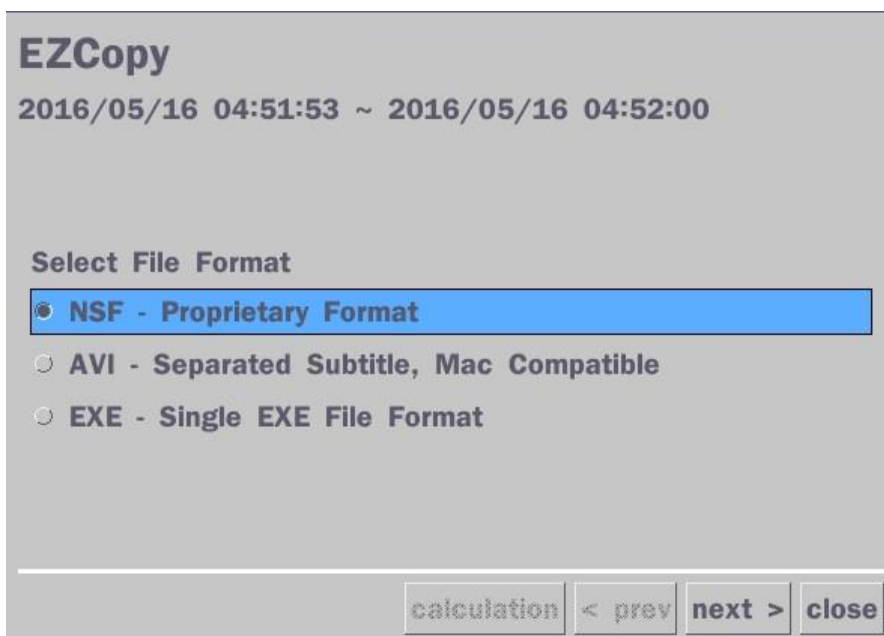 EZCopy
2016/05/16 04:51:53 ~ 2016/05/16 04:52:00
Select File Format
NSF - Proprietary Format
AVI - Separated Subtitle, Mac Compatible
EXE - Single EXE File Format
calculation < prev next > close